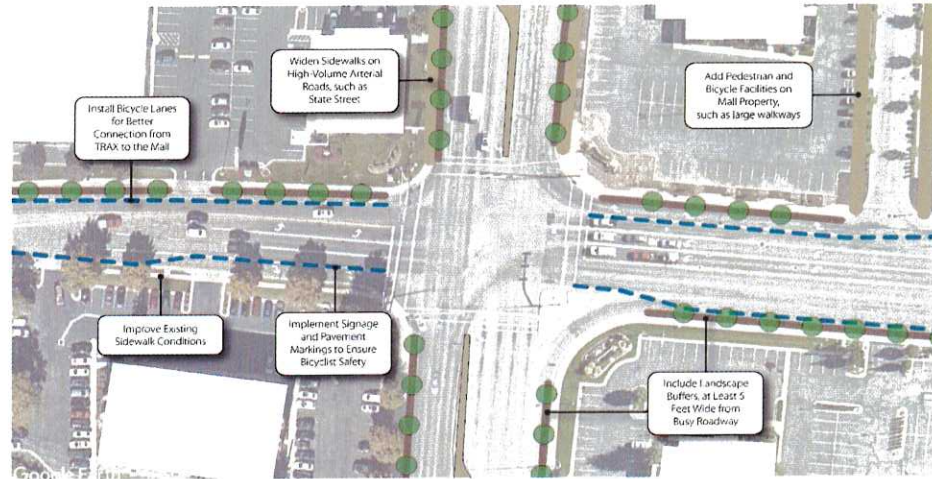 Widen Sidewalks on
High-Volume Arterial
Roads, such as
State Street
Add Pedestrian and
Bicycle Facilities on
Mall Property,
such as large walkways
Install Bicycle Lanes
for Better
Connection from
TRAX to the Mall
Improve Existing
Sidewalk Conditions
Implement Signage
and Pavement
Markings to Ensure
Bicyclist Safety
Include Landscape
Buffers, at Least 5
Feet Wide from
Busy Roadway
Google Earth